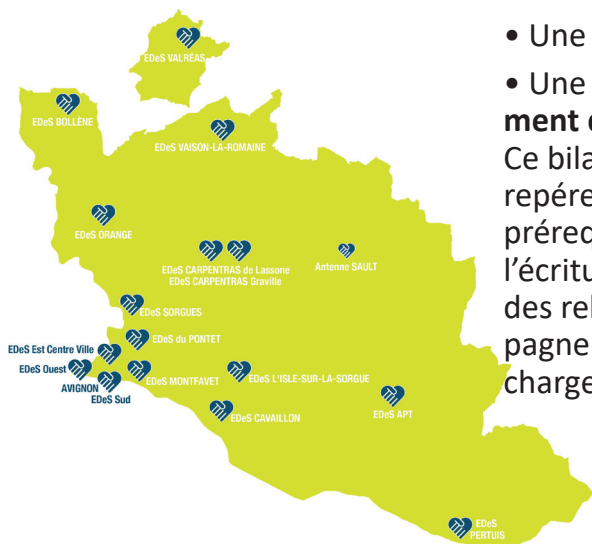 EDeS VALRÉAS
EDeS BOLLÈNE
EDeS VAISON-LA-ROMAINE
EDeS ORANGE
EDeS CARPENTRAS de Lassone
EDeS CARPENTRAS Graville
Antenne SAULT
EDeS SORGUES
EDeS du PONTET
EDeS Est Centre Ville
EDeS Ouest
AVIGNON
EDeS Sud
EDeS MONTFAVET
EDeS L'ISLE-SUR-LA-SORGUE
EDeS CAVAILLON
EDeS APT
EDeS
PERTUIS
• Une
• Une
ment
Ce bila
repére
prérec
l'écritu
des rel
pagne
charge